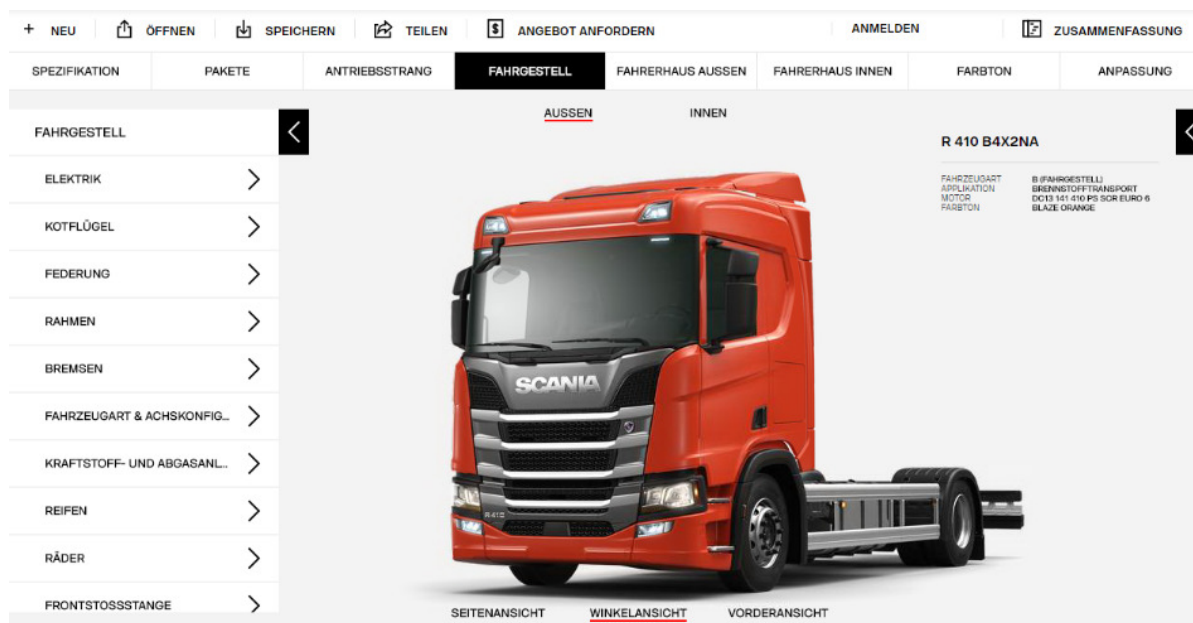 + NEU ÖFFNEN SPEICHERN TEILEN $ ANGEBOT ANFORDERN ANMELDEN ZUSAMMENFASSUNG
SPEZIFIKATION PAKETE ANTRIEBSSTRANG FAHRGESTELL FAHRERHAUS AUSSEN FAHRERHAUS INNEN FARBTON ANPASSUNG
AUSSEN INNEN
FAHRGESTELL
ELEKTRIK
KOTFLÜGEL
FEDERUNG
RAHMEN
BREMSEN
FAHRZEUGART & ACHSKONFIG...
KRAFTSTOFF- UND ABGASANL...
REIFEN
RÄDER
FRONTSTOSSSTANGE
R 410 B4X2NA
FAHRZEUGART B (FAHRGESTELL)
APPLIKATION BRENNSTOFFTRANSPORT
MOTOR DC13 141 410 PS SCR EURO 6
FARBTON BLAZE ORANGE
SCANIA
R 410
SEITENANSICHT WINKELANSICHT VORDERANSICHT